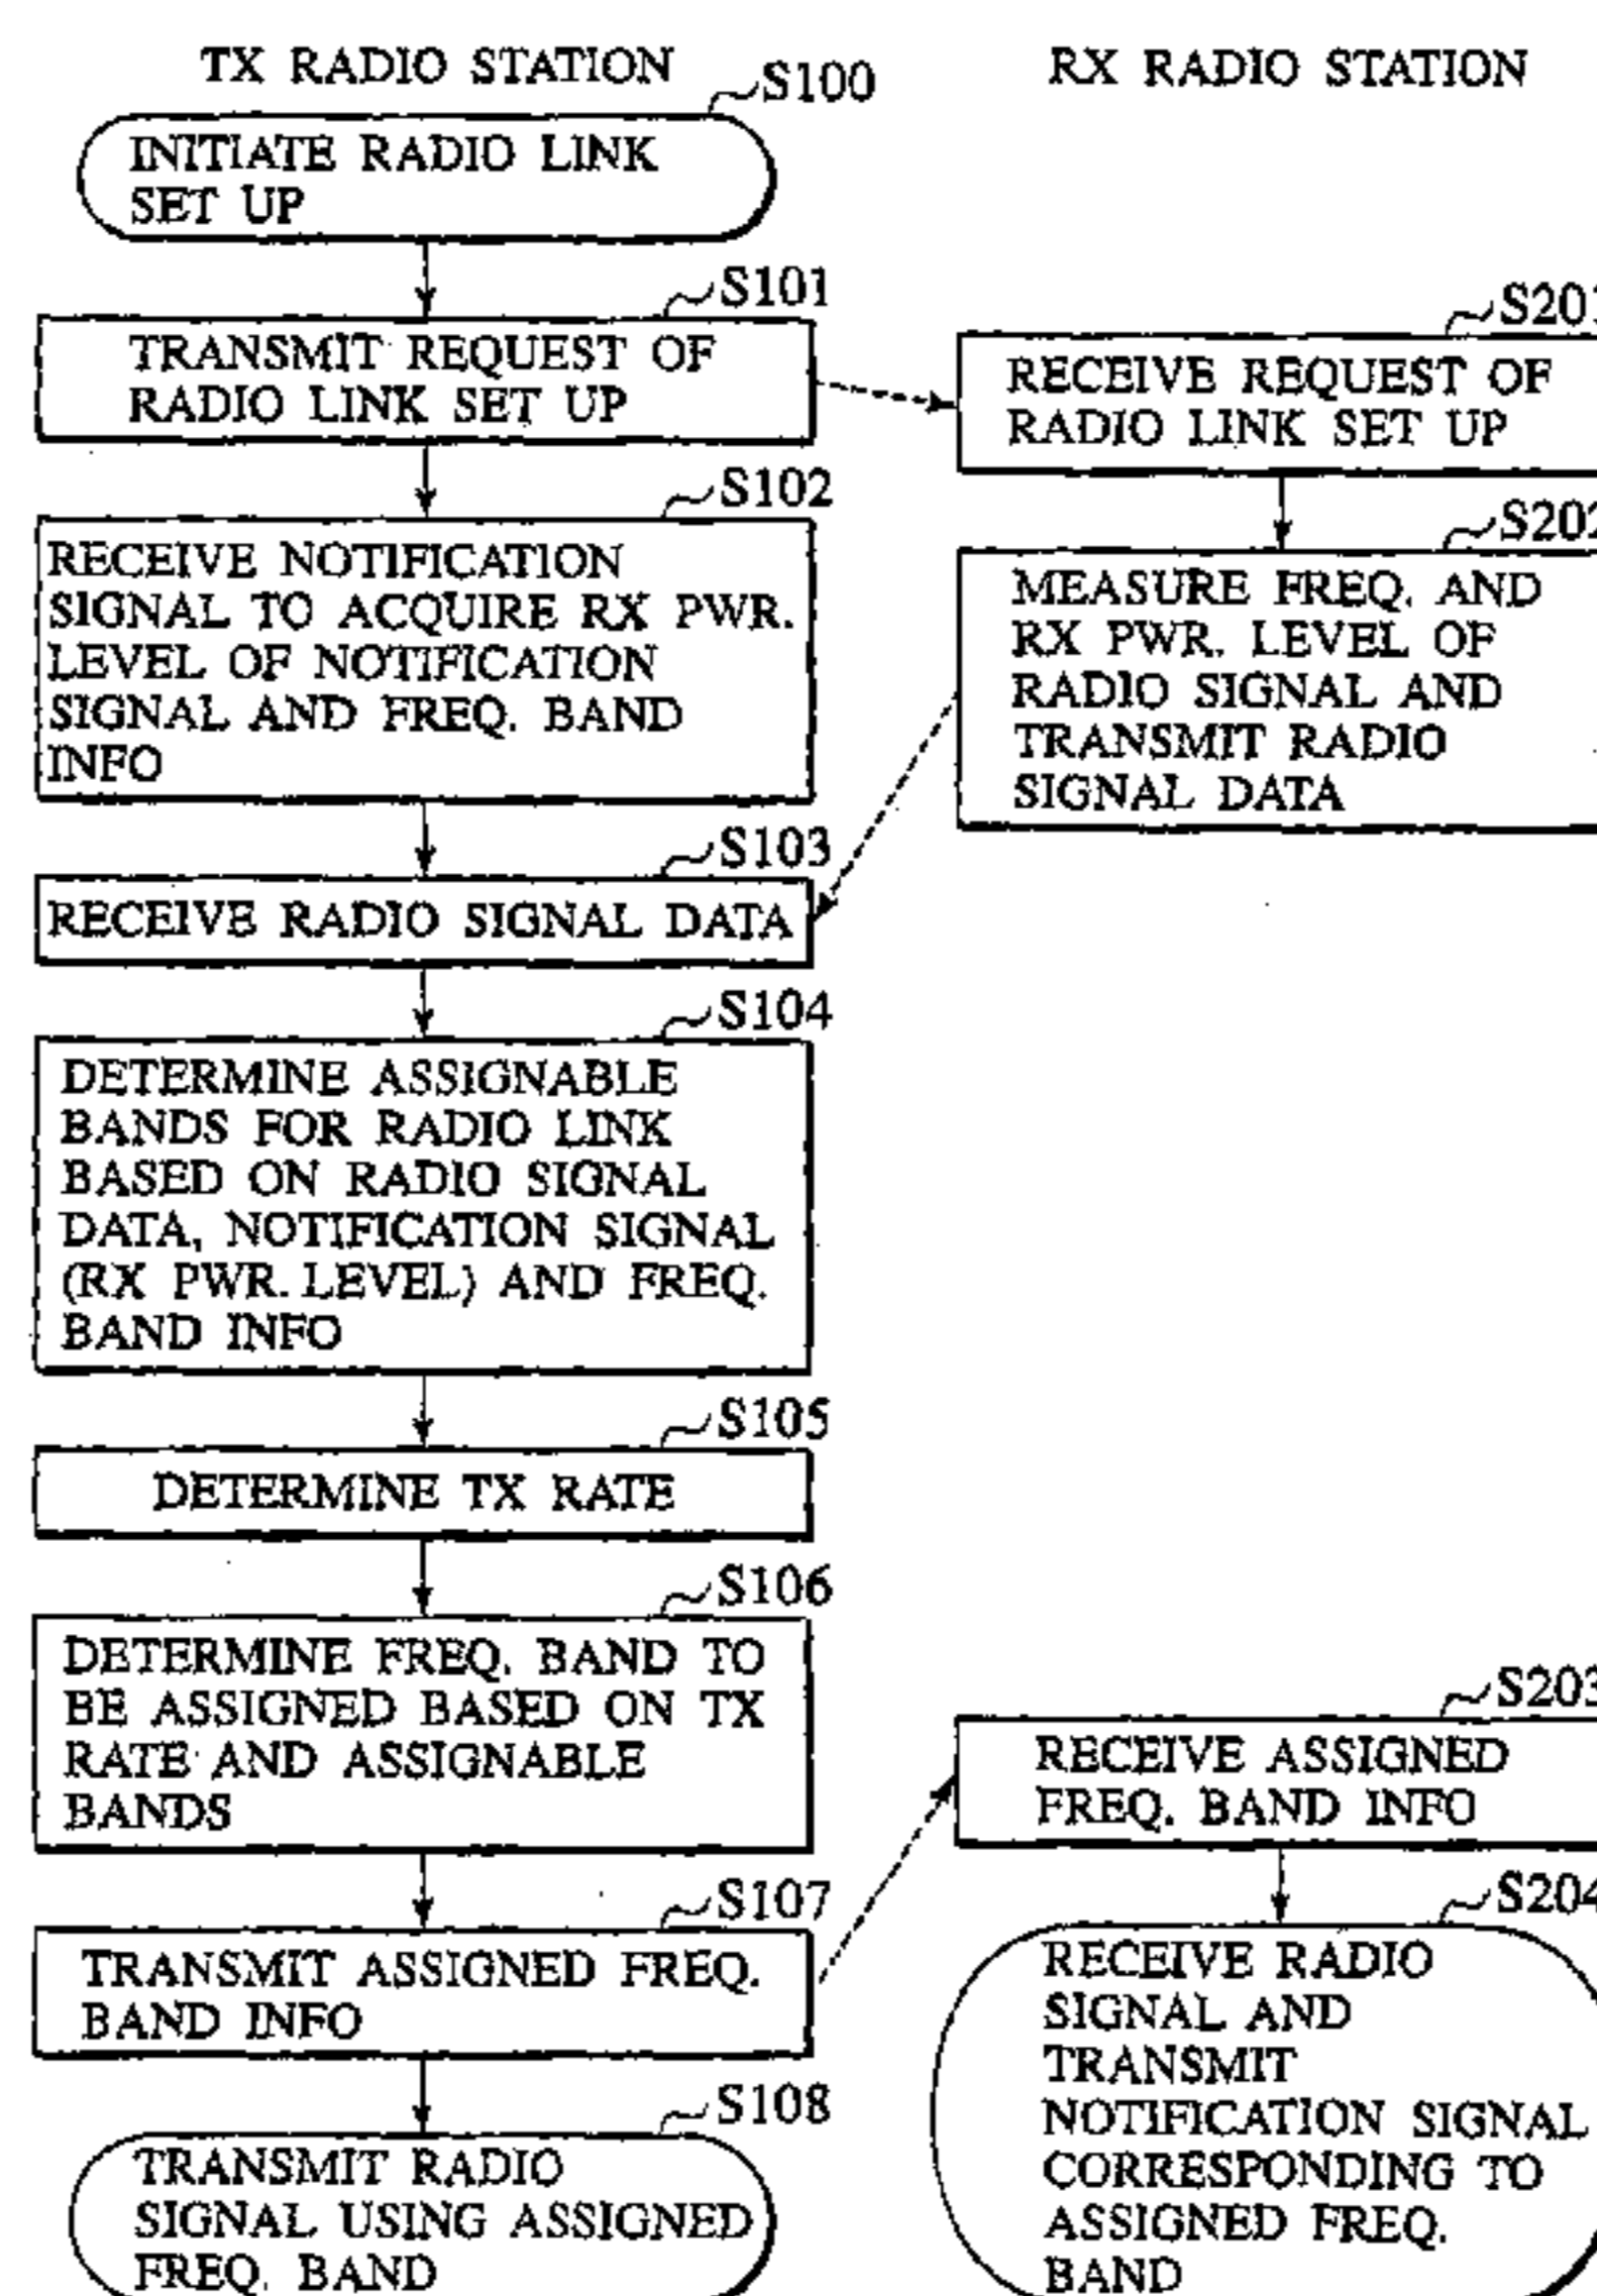 TX RADIO STATION
S100
INITIATE RADIO LINK
SET UP
S101
TRANSMIT REQUEST OF
RADIO LINK SET UP
S102
RECEIVE NOTIFICATION
SIGNAL TO ACQUIRE RX PWR.
LEVEL OF NOTIFICATION
SIGNAL AND FREQ. BAND
INFO
S103
RECEIVE RADIO SIGNAL DATA
S104
DETERMINE ASSIGNABLE
BANDS FOR RADIO LINK
BASED ON RADIO SIGNAL
DATA, NOTIFICATION SIGNAL
(RX PWR. LEVEL) AND FREQ.
BAND INFO
S105
DETERMINE TX RATE
S106
DETERMINE FREQ. BAND TO
BE ASSIGNED BASED ON TX
RATE AND ASSIGNABLE
BANDS
S107
TRANSMIT ASSIGNED FREQ.
BAND INFO
S108
TRANSMIT RADIO
SIGNAL USING ASSIGNED
FREQ. BAND
RX RADIO STATION
S201
RECEIVE REQUEST OF
RADIO LINK SET UP
S202
MEASURE FREQ. AND
RX PWR. LEVEL OF
RADIO SIGNAL AND
TRANSMIT RADIO
SIGNAL DATA
S203
RECEIVE ASSIGNED
FREQ. BAND INFO
S204
RECEIVE RADIO
SIGNAL AND
TRANSMIT
NOTIFICATION SIGNAL
CORRESPONDING TO
ASSIGNED FREQ.
BAND